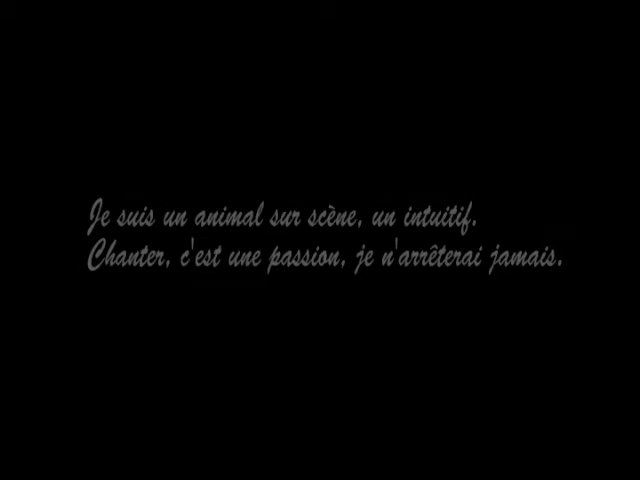 Je suis un animal sur scène, un intuitif.
Chanter, c'est une passion, je n'arrêterai jamais.